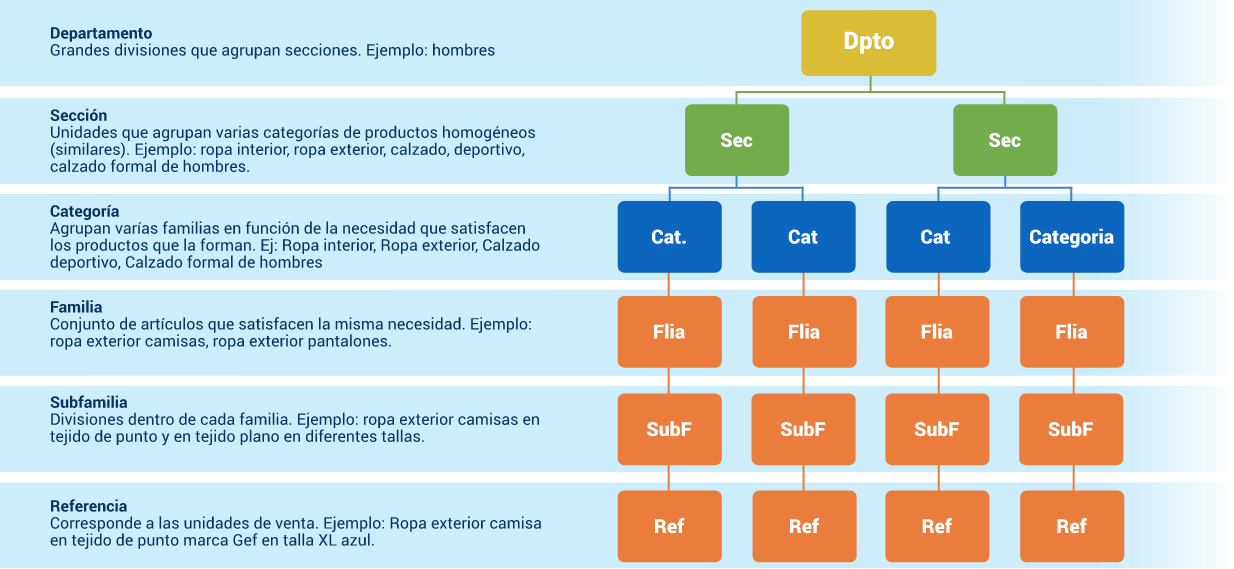 Departamento
Grandes divisiones que agrupan secciones. Ejemplo: hombres
Dpto
Sección
Unidades que agrupan varias categorías de productos homogéneos
(similares). Ejemplo: ropa interior, ropa exterior, calzado, deportivo,
calzado formal de hombres.
Sec
Sec
Categoría
Agrupan varías familias en función de la necesidad que satisfacen
los productos que la forman. Ej: Ropa interior, Ropa exterior, Calzado
deportivo, Calzado formal de hombres
Cat.
Cat
Cat
Categoria
Familia
Conjunto de artículos que satisfacen la misma necesidad. Ejemplo:
ropa exterior camisas, ropa exterior pantalones.
Flia
Flia
Flia
Flia
Subfamilia
Divisiones dentro de cada familia. Ejemplo: ropa exterior camisas en
tejido de punto y en tejido plano en diferentes tallas.
SubF
SubF
SubF
SubF
Referencia
Corresponde a las unidades de venta. Ejemplo: Ropa exterior camisa
en tejido de punto marca Gef en talla XL azul.
Ref
Ref
Ref
Ref